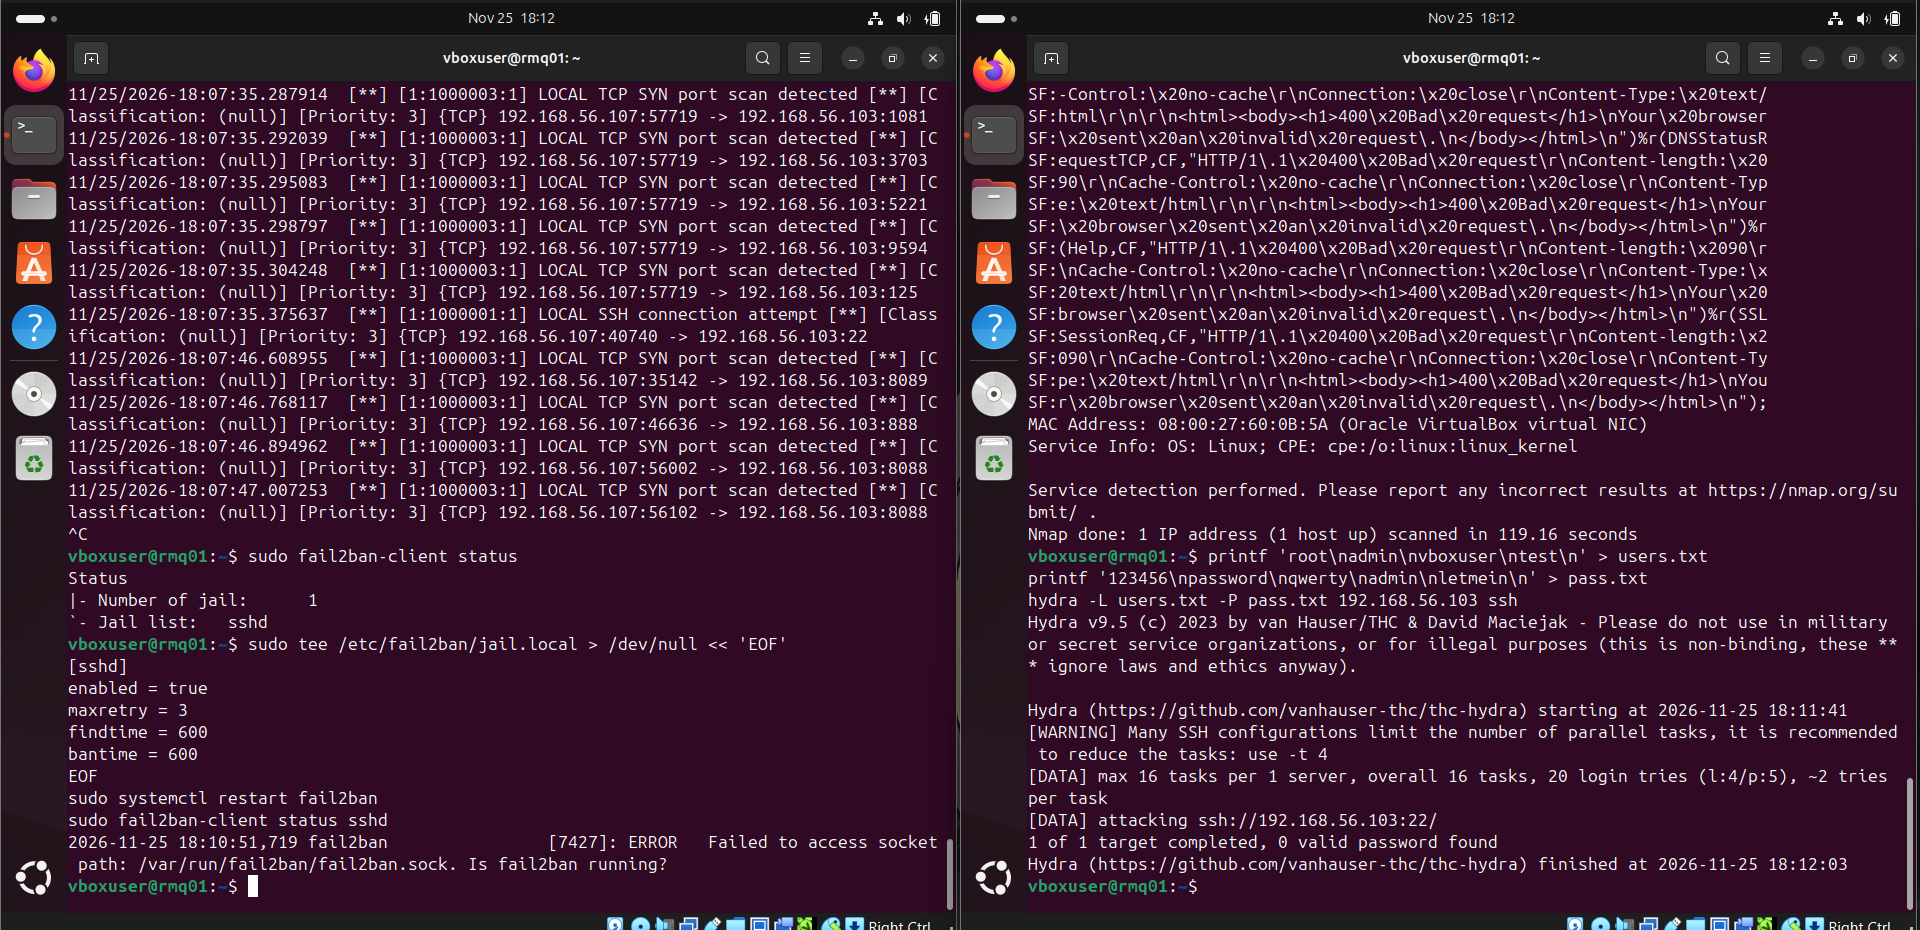 Nov 25 18:12
vboxuser@rmq01: ~
11/25/2026-18:07:35.287914  [**] [1:1000003:1] LOCAL TCP SYN port scan detected [**] [C
lassification: (null)] [Priority: 3] {TCP} 192.168.56.107:57719 -> 192.168.56.103:1081
11/25/2026-18:07:35.292039  [**] [1:1000003:1] LOCAL TCP SYN port scan detected [**] [C
lassification: (null)] [Priority: 3] {TCP} 192.168.56.107:57719 -> 192.168.56.103:3703
11/25/2026-18:07:35.295083  [**] [1:1000003:1] LOCAL TCP SYN port scan detected [**] [C
lassification: (null)] [Priority: 3] {TCP} 192.168.56.107:57719 -> 192.168.56.103:5221
11/25/2026-18:07:35.298797  [**] [1:1000003:1] LOCAL TCP SYN port scan detected [**] [C
lassification: (null)] [Priority: 3] {TCP} 192.168.56.107:57719 -> 192.168.56.103:9594
11/25/2026-18:07:35.304248  [**] [1:1000003:1] LOCAL TCP SYN port scan detected [**] [C
lassification: (null)] [Priority: 3] {TCP} 192.168.56.107:57719 -> 192.168.56.103:125
11/25/2026-18:07:35.375637  [**] [1:1000001:1] LOCAL SSH connection attempt [**] [Class
ification: (null)] [Priority: 3] {TCP} 192.168.56.107:40740 -> 192.168.56.103:22
11/25/2026-18:07:46.608955  [**] [1:1000003:1] LOCAL TCP SYN port scan detected [**] [C
lassification: (null)] [Priority: 3] {TCP} 192.168.56.107:35142 -> 192.168.56.103:8089
11/25/2026-18:07:46.768117  [**] [1:1000003:1] LOCAL TCP SYN port scan detected [**] [C
lassification: (null)] [Priority: 3] {TCP} 192.168.56.107:46636 -> 192.168.56.103:888
11/25/2026-18:07:46.894962  [**] [1:1000003:1] LOCAL TCP SYN port scan detected [**] [C
lassification: (null)] [Priority: 3] {TCP} 192.168.56.107:56002 -> 192.168.56.103:8088
11/25/2026-18:07:47.007253  [**] [1:1000003:1] LOCAL TCP SYN port scan detected [**] [C
lassification: (null)] [Priority: 3] {TCP} 192.168.56.107:56102 -> 192.168.56.103:8088
^C
vboxuser@rmq01:~$ sudo fail2ban-client status
Status
|- Number of jail:      1
`- Jail list:   sshd
vboxuser@rmq01:~$ sudo tee /etc/fail2ban/jail.local > /dev/null << 'EOF'
[sshd]
enabled = true
maxretry = 3
findtime = 600
bantime = 600
EOF
sudo systemctl restart fail2ban
sudo fail2ban-client status sshd
2026-11-25 18:10:51,719 fail2ban                [7427]: ERROR   Failed to access socket
 path: /var/run/fail2ban/fail2ban.sock. Is fail2ban running?
vboxuser@rmq01:~$
Right Ctrl
Nov 25 18:12
vboxuser@rmq01: ~
SF:-Control:\x20no-cache\r\nConnection:\x20close\r\nContent-Type:\x20text/
SF:html\r\n\r\n<html><body><h1>400\x20Bad\x20request</h1>\nYour\x20browser
SF:\x20sent\x20an\x20invalid\x20request\.\n</body></html>\n")%r(DNSStatusR
SF:equestTCP,CF,"HTTP/1\.1\x20400\x20Bad\x20request\r\nContent-length:\x20
SF:90\r\nCache-Control:\x20no-cache\r\nConnection:\x20close\r\nContent-Typ
SF:e:\x20text/html\r\n\r\n<html><body><h1>400\x20Bad\x20request</h1>\nYour
SF:\x20browser\x20sent\x20an\x20invalid\x20request\.\n</body></html>\n")%r
SF:(Help,CF,"HTTP/1\.1\x20400\x20Bad\x20request\r\nContent-length:\x2090\r
SF:\nCache-Control:\x20no-cache\r\nConnection:\x20close\r\nContent-Type:\x
SF:20text/html\r\n\r\n<html><body><h1>400\x20Bad\x20request</h1>\nYour\x20
SF:browser\x20sent\x20an\x20invalid\x20request\.\n</body></html>\n")%r(SSL
SF:SessionReq,CF,"HTTP/1\.1\x20400\x20Bad\x20request\r\nContent-length:\x2
SF:090\r\nCache-Control:\x20no-cache\r\nConnection:\x20close\r\nContent-Ty
SF:pe:\x20text/html\r\n\r\n<html><body><h1>400\x20Bad\x20request</h1>\nYou
SF:r\x20browser\x20sent\x20an\x20invalid\x20request\.\n</body></html>\n");
MAC Address: 08:00:27:60:0B:5A (Oracle VirtualBox virtual NIC)
Service Info: OS: Linux; CPE: cpe:/o:linux:linux_kernel
Service detection performed. Please report any incorrect results at https://nmap.org/su
bmit/ .
Nmap done: 1 IP address (1 host up) scanned in 119.16 seconds
vboxuser@rmq01:~$ printf 'root\nadmin\nvboxuser\ntest\n' > users.txt
printf '123456\npassword\nqwerty\nadmin\nletmein\n' > pass.txt
hydra -L users.txt -P pass.txt 192.168.56.103 ssh
Hydra v9.5 (c) 2023 by van Hauser/THC & David Maciejak - Please do not use in military
or secret service organizations, or for illegal purposes (this is non-binding, these **
* ignore laws and ethics anyway).
Hydra (https://github.com/vanhauser-thc/thc-hydra) starting at 2026-11-25 18:11:41
[WARNING] Many SSH configurations limit the number of parallel tasks, it is recommended
 to reduce the tasks: use -t 4
[DATA] max 16 tasks per 1 server, overall 16 tasks, 20 login tries (l:4/p:5), ~2 tries
per task
[DATA] attacking ssh://192.168.56.103:22/
1 of 1 target completed, 0 valid password found
Hydra (https://github.com/vanhauser-thc/thc-hydra) finished at 2026-11-25 18:12:03
vboxuser@rmq01:~$
Right Ctrl